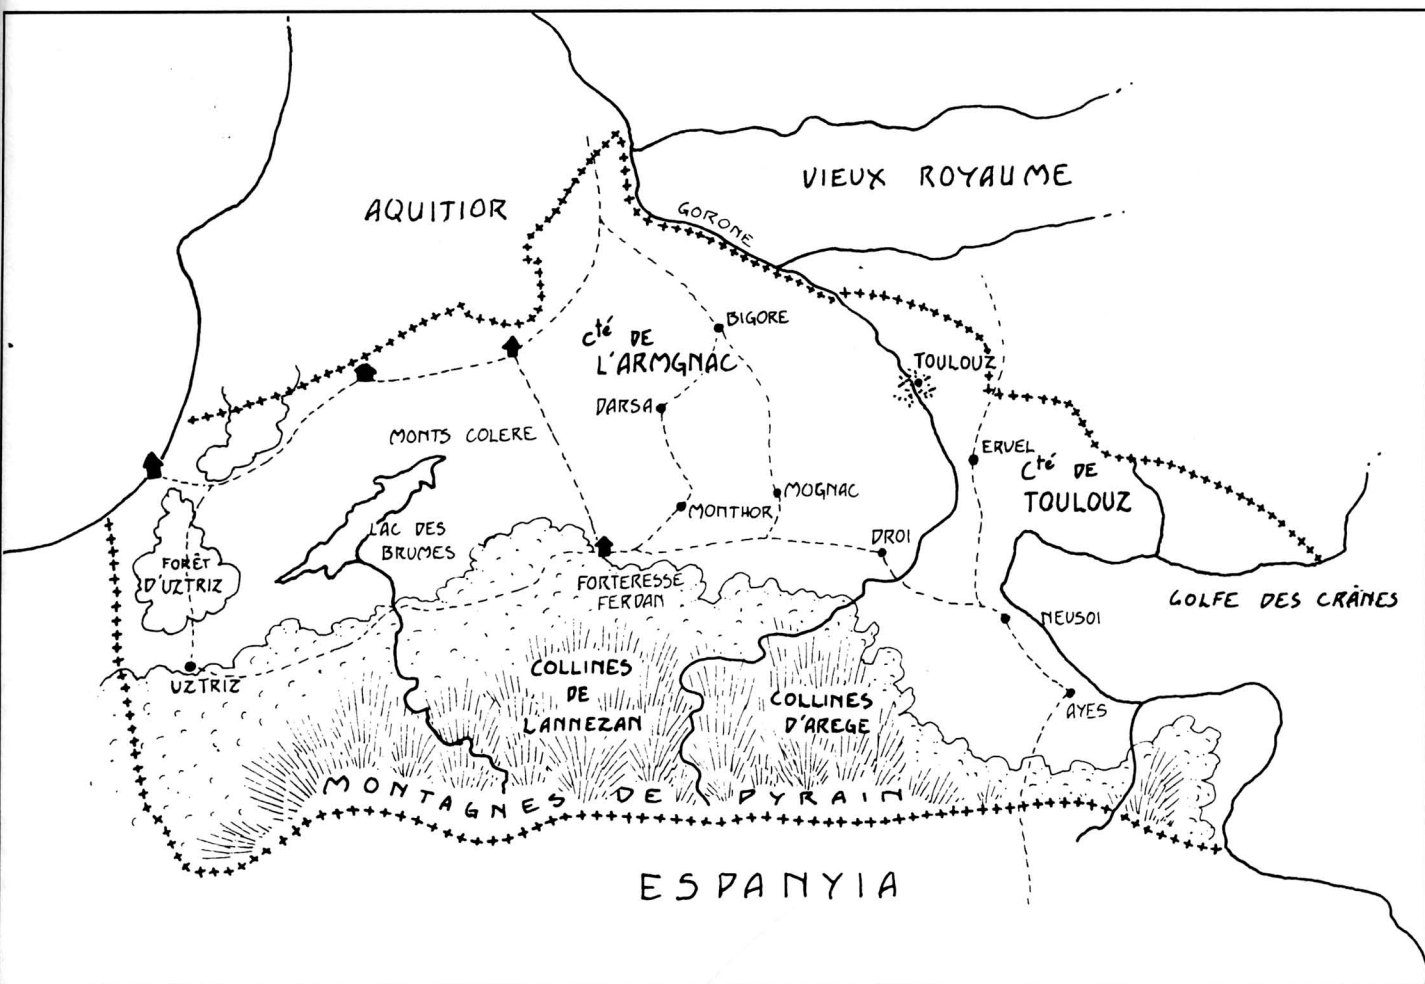 VIEUX ROYAUME
AQUITIOR
GORONE
BIGORE
Cté DE
L'ARMGNAC
TOULOUZ
DARSA
MONTS COLERE
ERVEL
Cté DE
TOULOUZ
MOGNAC
MONTHOR
LAC DES
BRUMES
DROI
FORÊT
D'UZTRIZ
FORTERESSE
FERDAN
GOLFE DES CRÂNES
NEUSOI
UZTRIZ
COLLINES
DE
LANNEZAN
COLLINES
D'AREGE
AYES
MONTAGNES DE PYRAIN
ESPANYIA